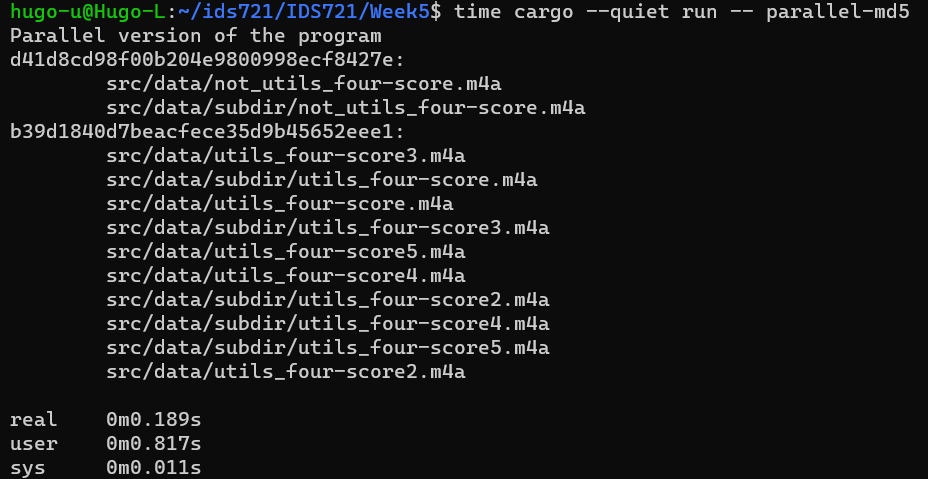 hugo-u@Hugo-L:~/ids721/IDS721/Week5$ time cargo --quiet run -- parallel-md5
Parallel version of the program
d41d8cd98f00b204e9800998ecf8427e:
        src/data/not_utils_four-score.m4a
        src/data/subdir/not_utils_four-score.m4a
b39d1840d7beacfece35d9b45652eee1:
        src/data/utils_four-score3.m4a
        src/data/subdir/utils_four-score.m4a
        src/data/utils_four-score.m4a
        src/data/subdir/utils_four-score3.m4a
        src/data/utils_four-score5.m4a
        src/data/utils_four-score4.m4a
        src/data/subdir/utils_four-score2.m4a
        src/data/subdir/utils_four-score4.m4a
        src/data/subdir/utils_four-score5.m4a
        src/data/utils_four-score2.m4a

real    0m0.189s
user    0m0.817s
sys     0m0.011s